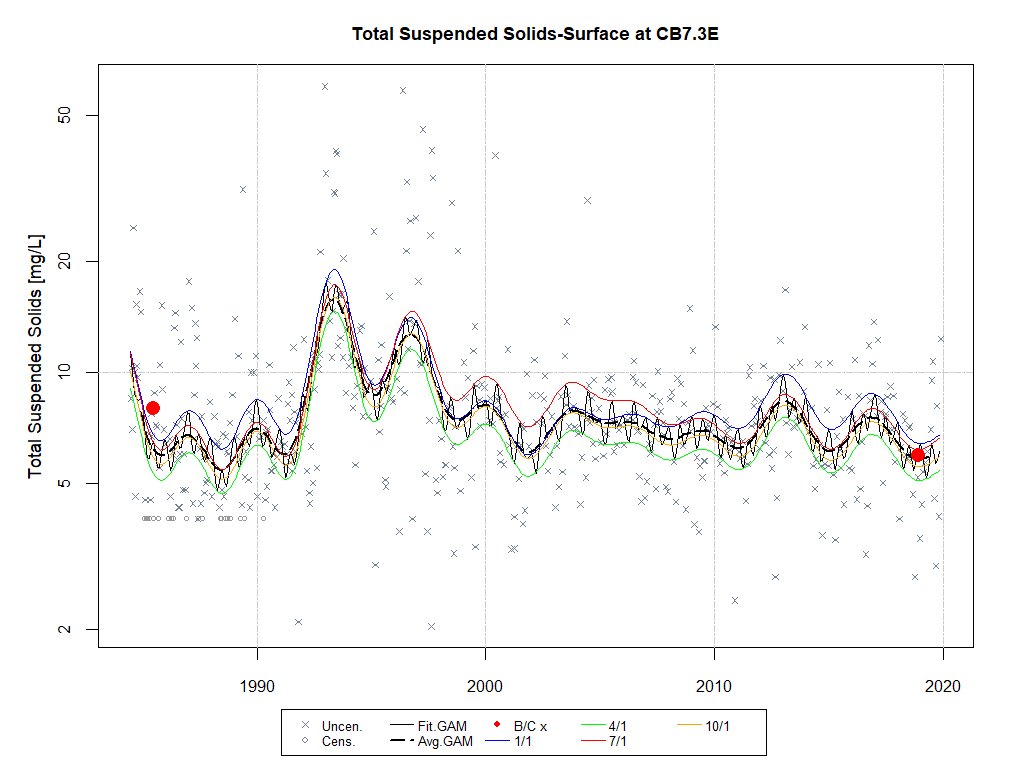 Total Suspended Solids-Surface at CB7.3E
Total Suspended Solids [mg/L]
50
20
10
5
2
1990 2000 2010 2020
Uncen. Fit.GAM B/C x 4/1 10/1
Cens. Avg.GAM 1/1 7/1